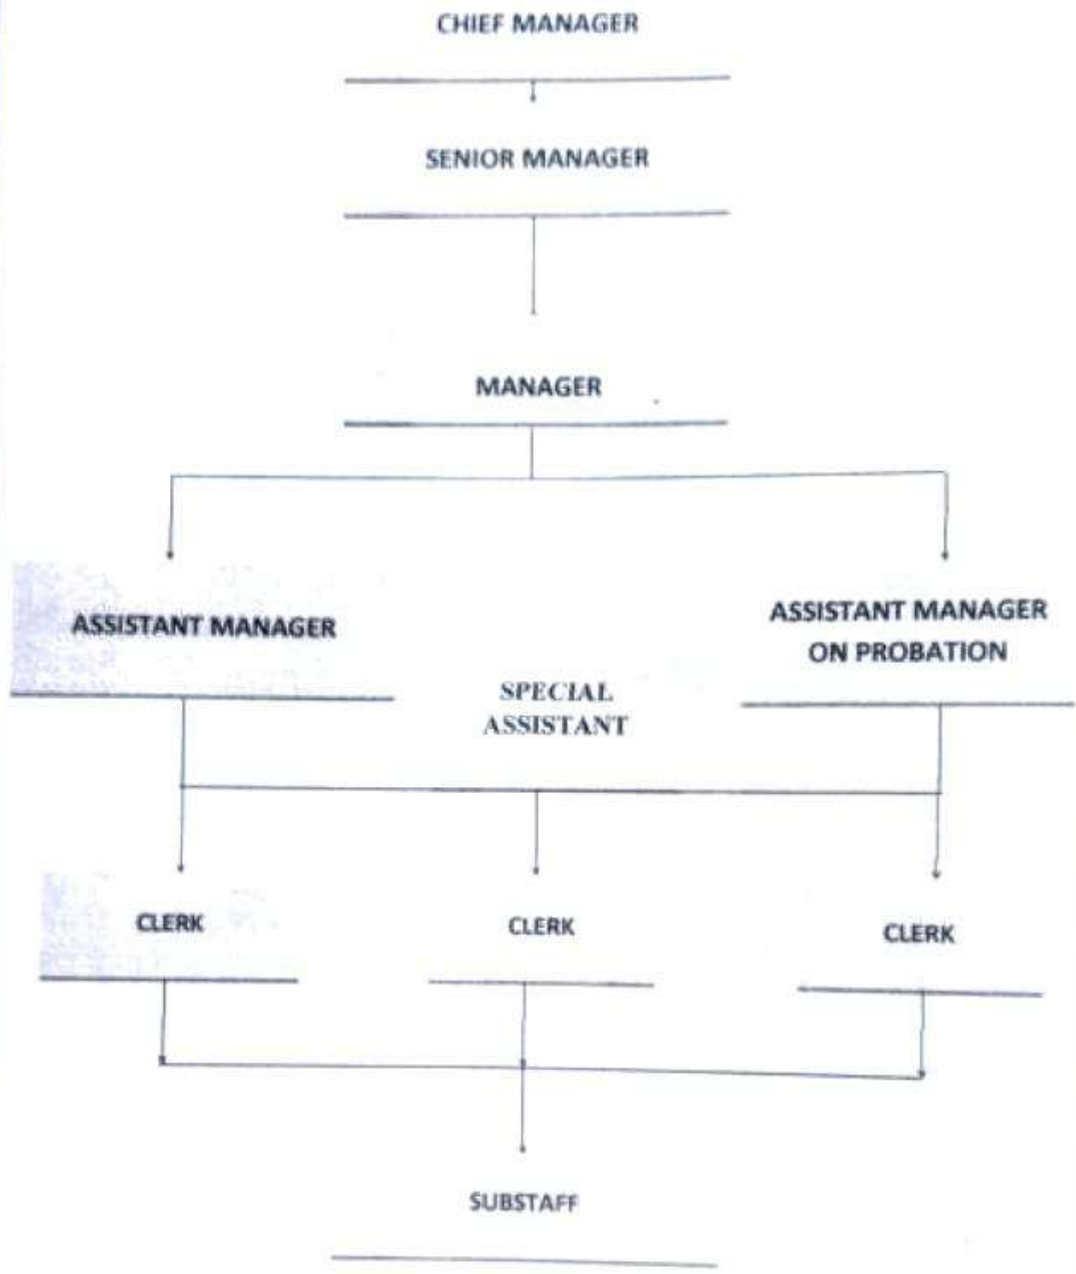 CHIEF MANAGER
SENIOR MANAGER
MANAGER
ASSISTANT MANAGER
ASSISTANT MANAGER
ON PROBATION
SPECIAL
ASSISTANT
CLERK
CLERK
CLERK
SUBSTAFF